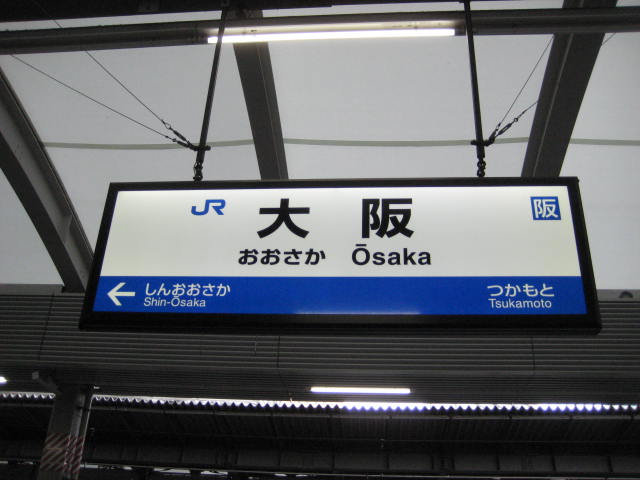 JR 大阪 阪
おおさか Ōsaka
← しんおおさか つかもと
Shin-Ōsaka Tsukamoto